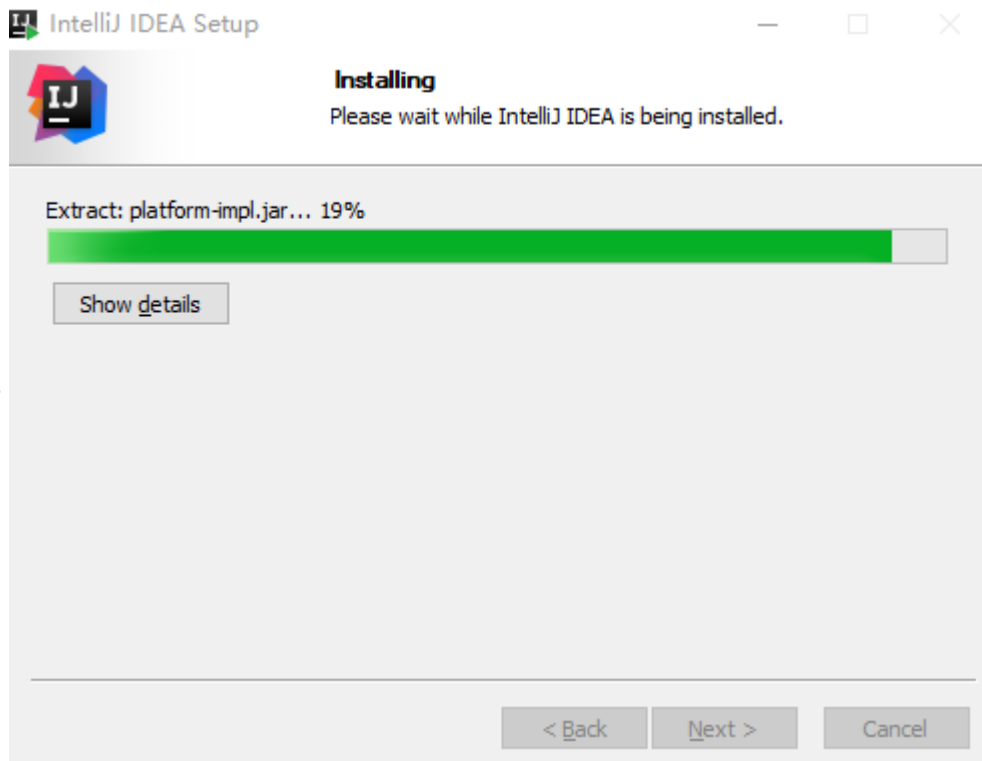 IntelliJ IDEA Setup
IJ
Installing
Please wait while IntelliJ IDEA is being installed.
Extract: platform-impl.jar... 19%
Show details
< Back Next > Cancel